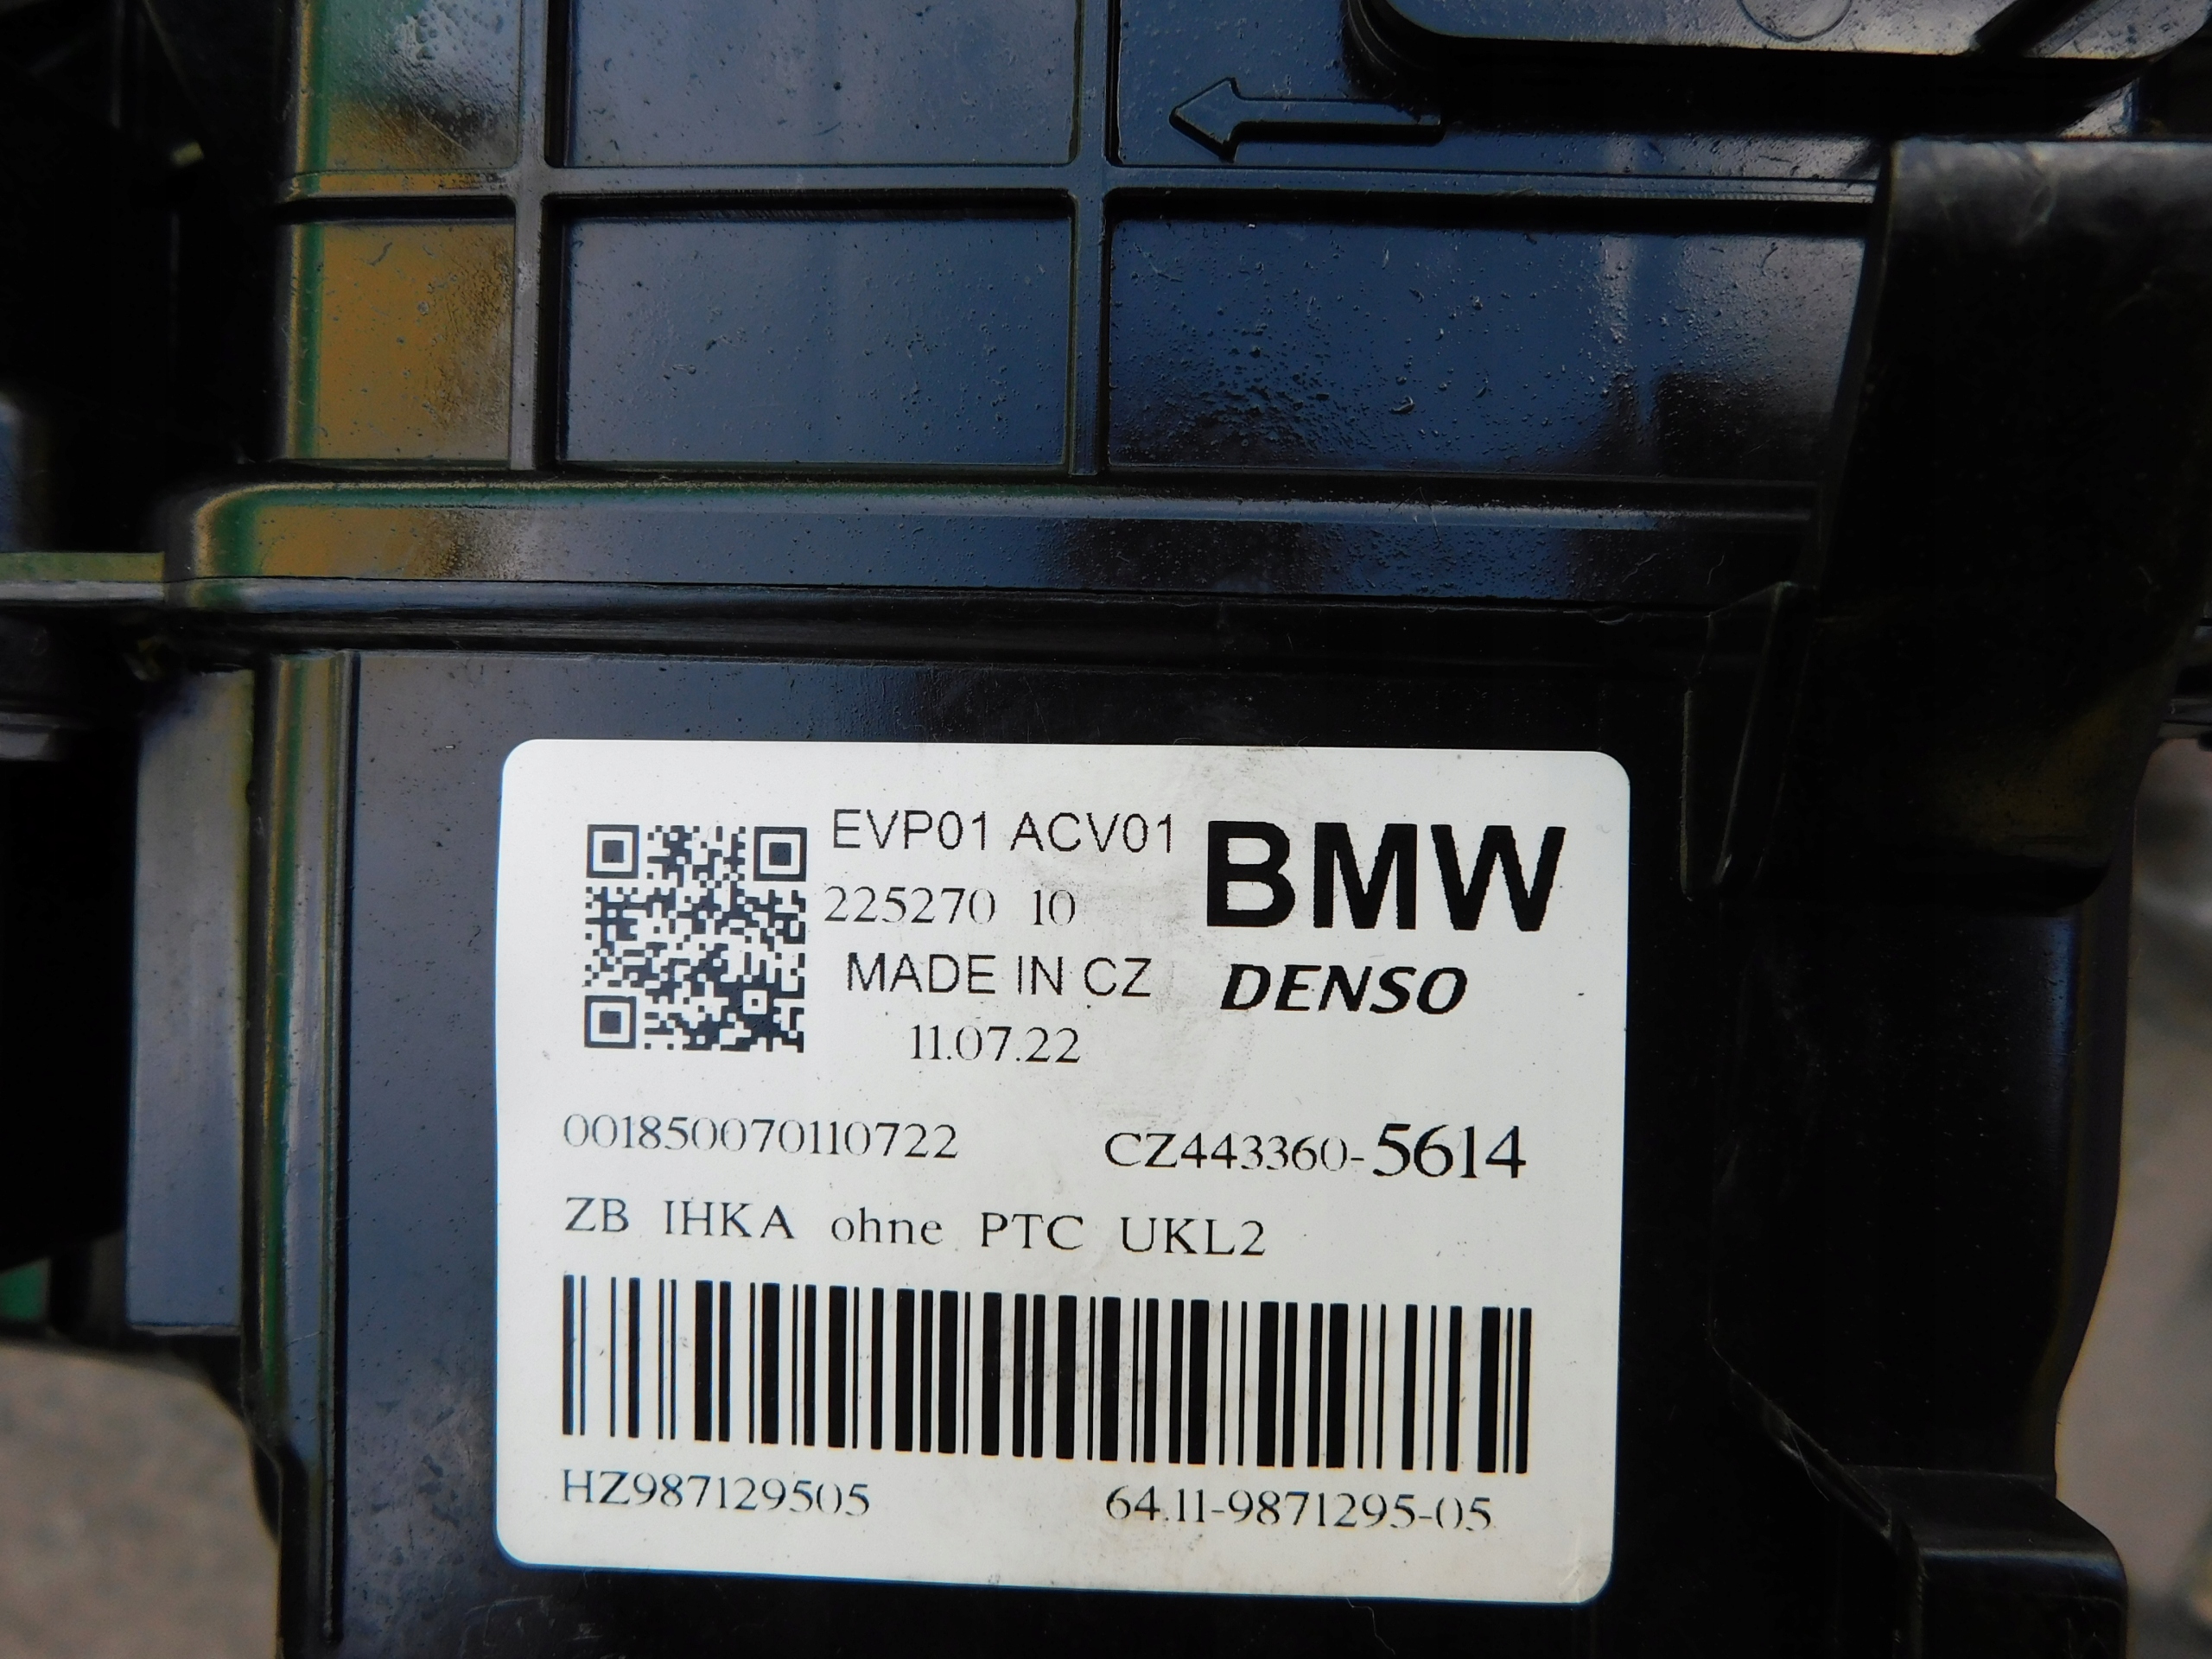 EVP01 ACV01
BMW
225270 10
MADE IN CZ
DENSO
11.07.22
001850070110722
CZ443360-5614
ZB IHKA ohne PTC UKL2
HZ987129505
64.11-9871295-05